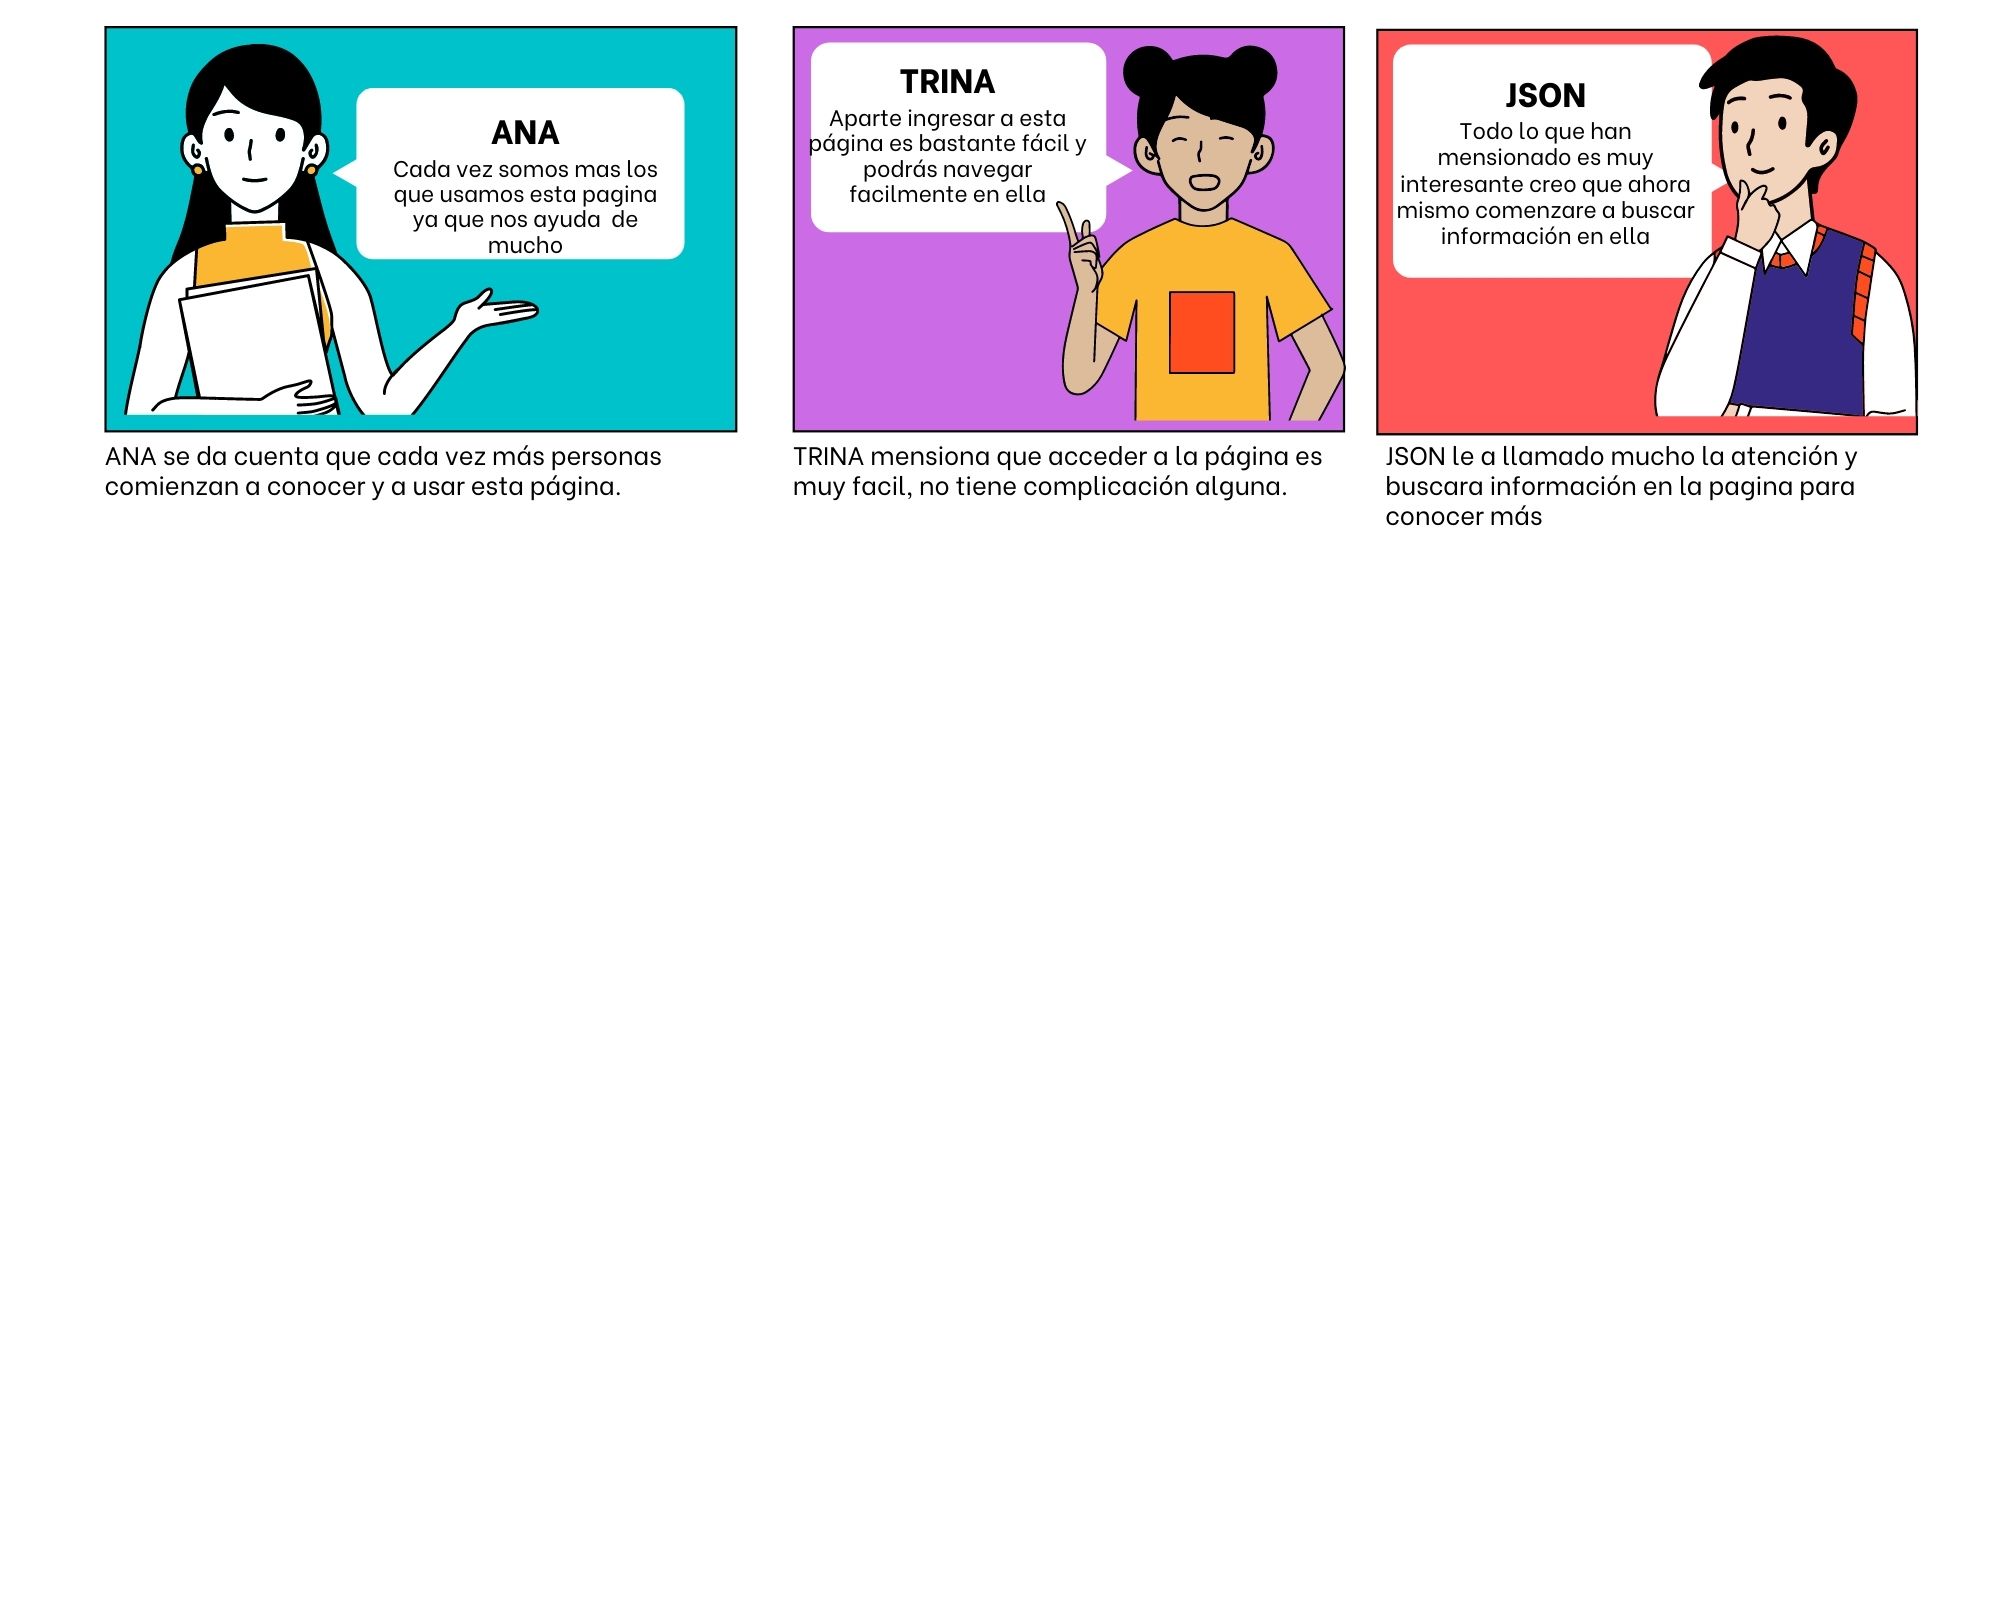 ANA
Cada vez somos mas los
que usamos esta pagina
ya que nos ayuda  de
mucho
ANA se da cuenta que cada vez más personas
comienzan a conocer y a usar esta página.
TRINA
Aparte ingresar a esta
página es bastante fácil y
podrás navegar
facilmente en ella
TRINA mensiona que acceder a la página es
muy facil, no tiene complicación alguna.
JSON
Todo lo que han
mensionado es muy
interesante creo que ahora
mismo comenzare a buscar
información en ella
JSON le a llamado mucho la atención y
buscara información en la pagina para
conocer más